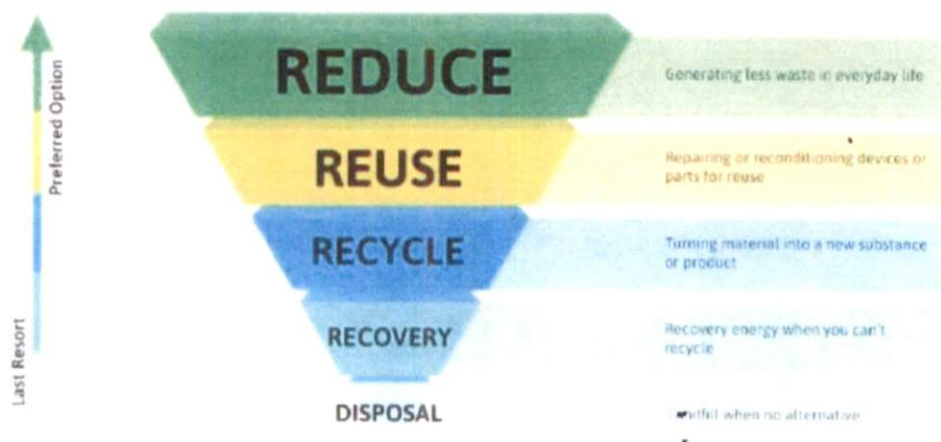 Preferred Option
Last Resort
REDUCE
Generating less waste in everyday life
REUSE
Repairing or reconditioning devices or
parts for reuse
RECYCLE
Turning material into a new substance
or product
RECOVERY
Recovery energy when you can't
recycle
DISPOSAL
when no alternative